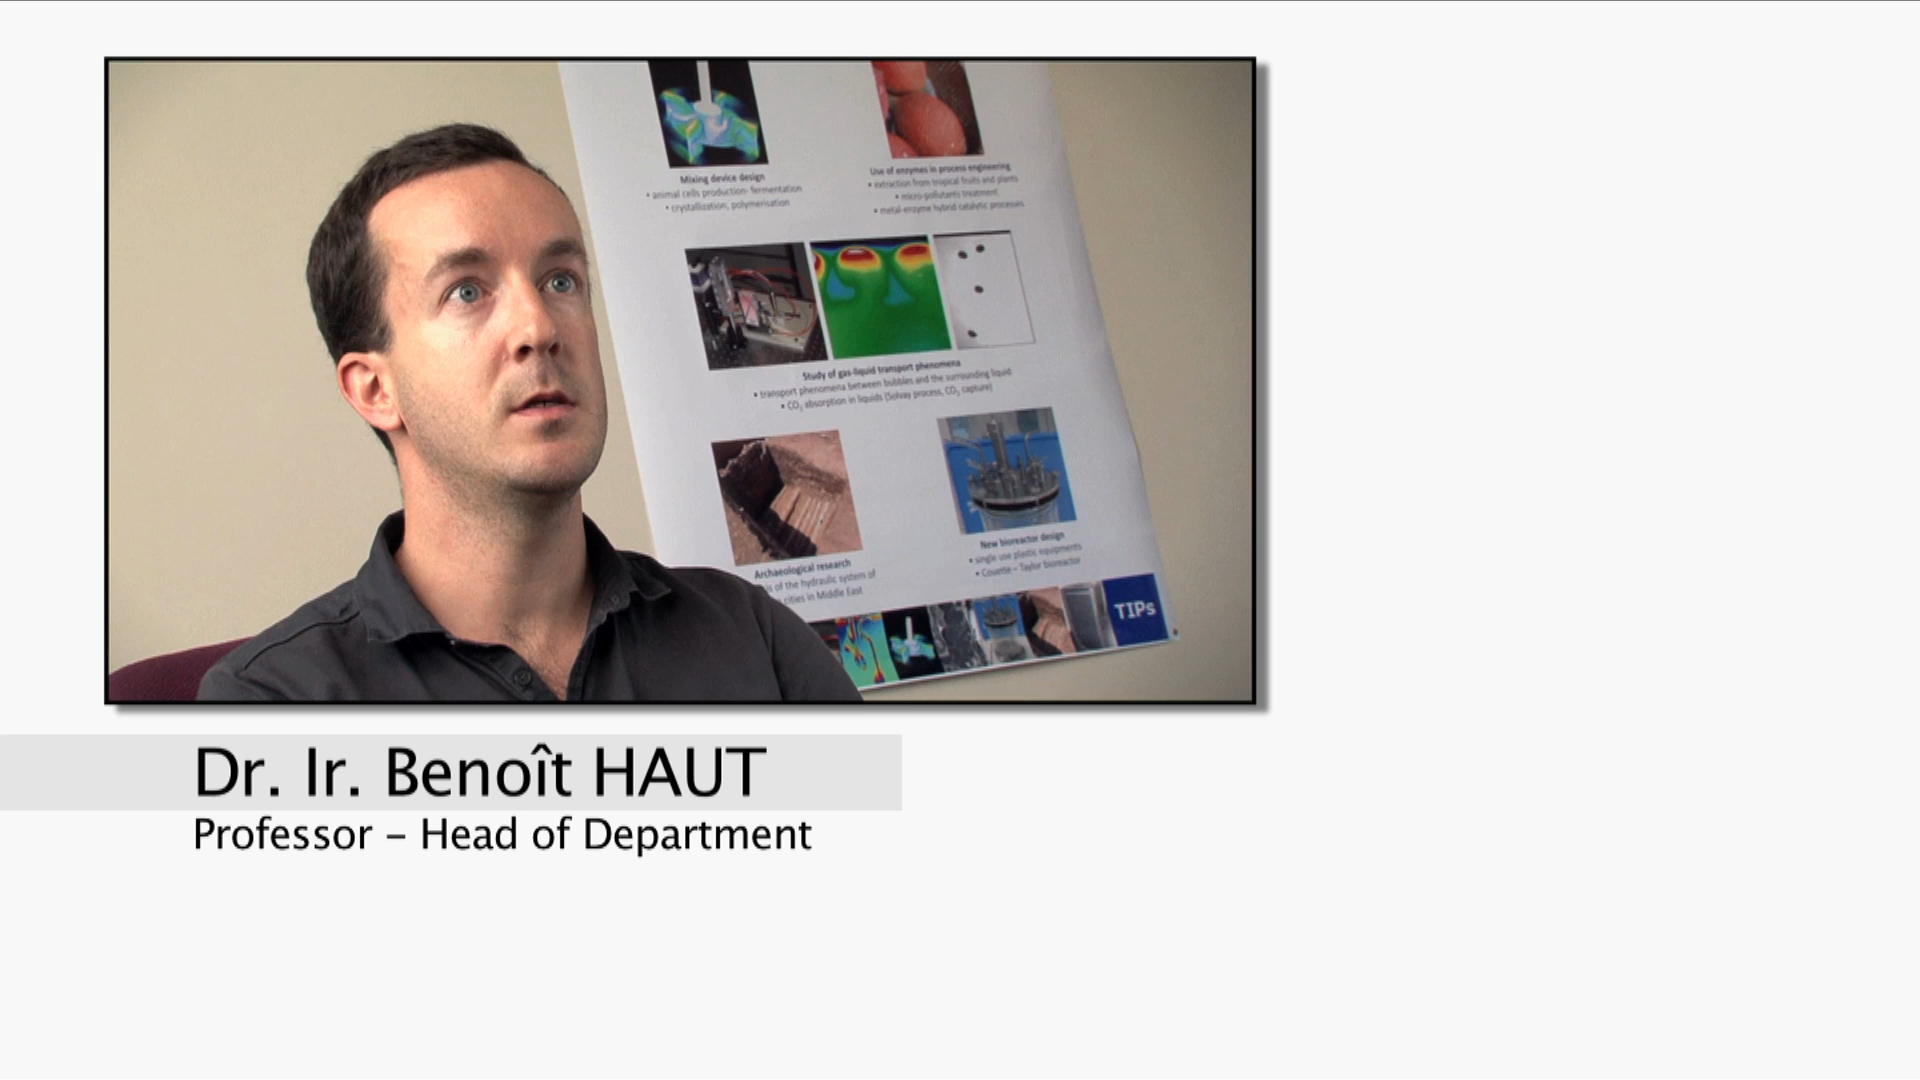 Mixing device design
• animal cells production- fermentation
• crystallization, polymerisation
Use of enzymes in process engineering
• extraction from tropical fruits and plants
• micro-pollutants treatment
• metal-enzyme hybrid catalytic processes
Study of gas-liquid transport phenomena
• transport phenomena between bubbles and the surrounding liquid
• CO₂ absorption in liquids (Solvay process, CO₂ capture)
Archaeological research
of the hydraulic system of
cities in Middle East
New bioreactor design
• single use plastic equipments
• Couette – Taylor bioreactor
TIPs
Dr. Ir. Benoît HAUT
Professor – Head of Department